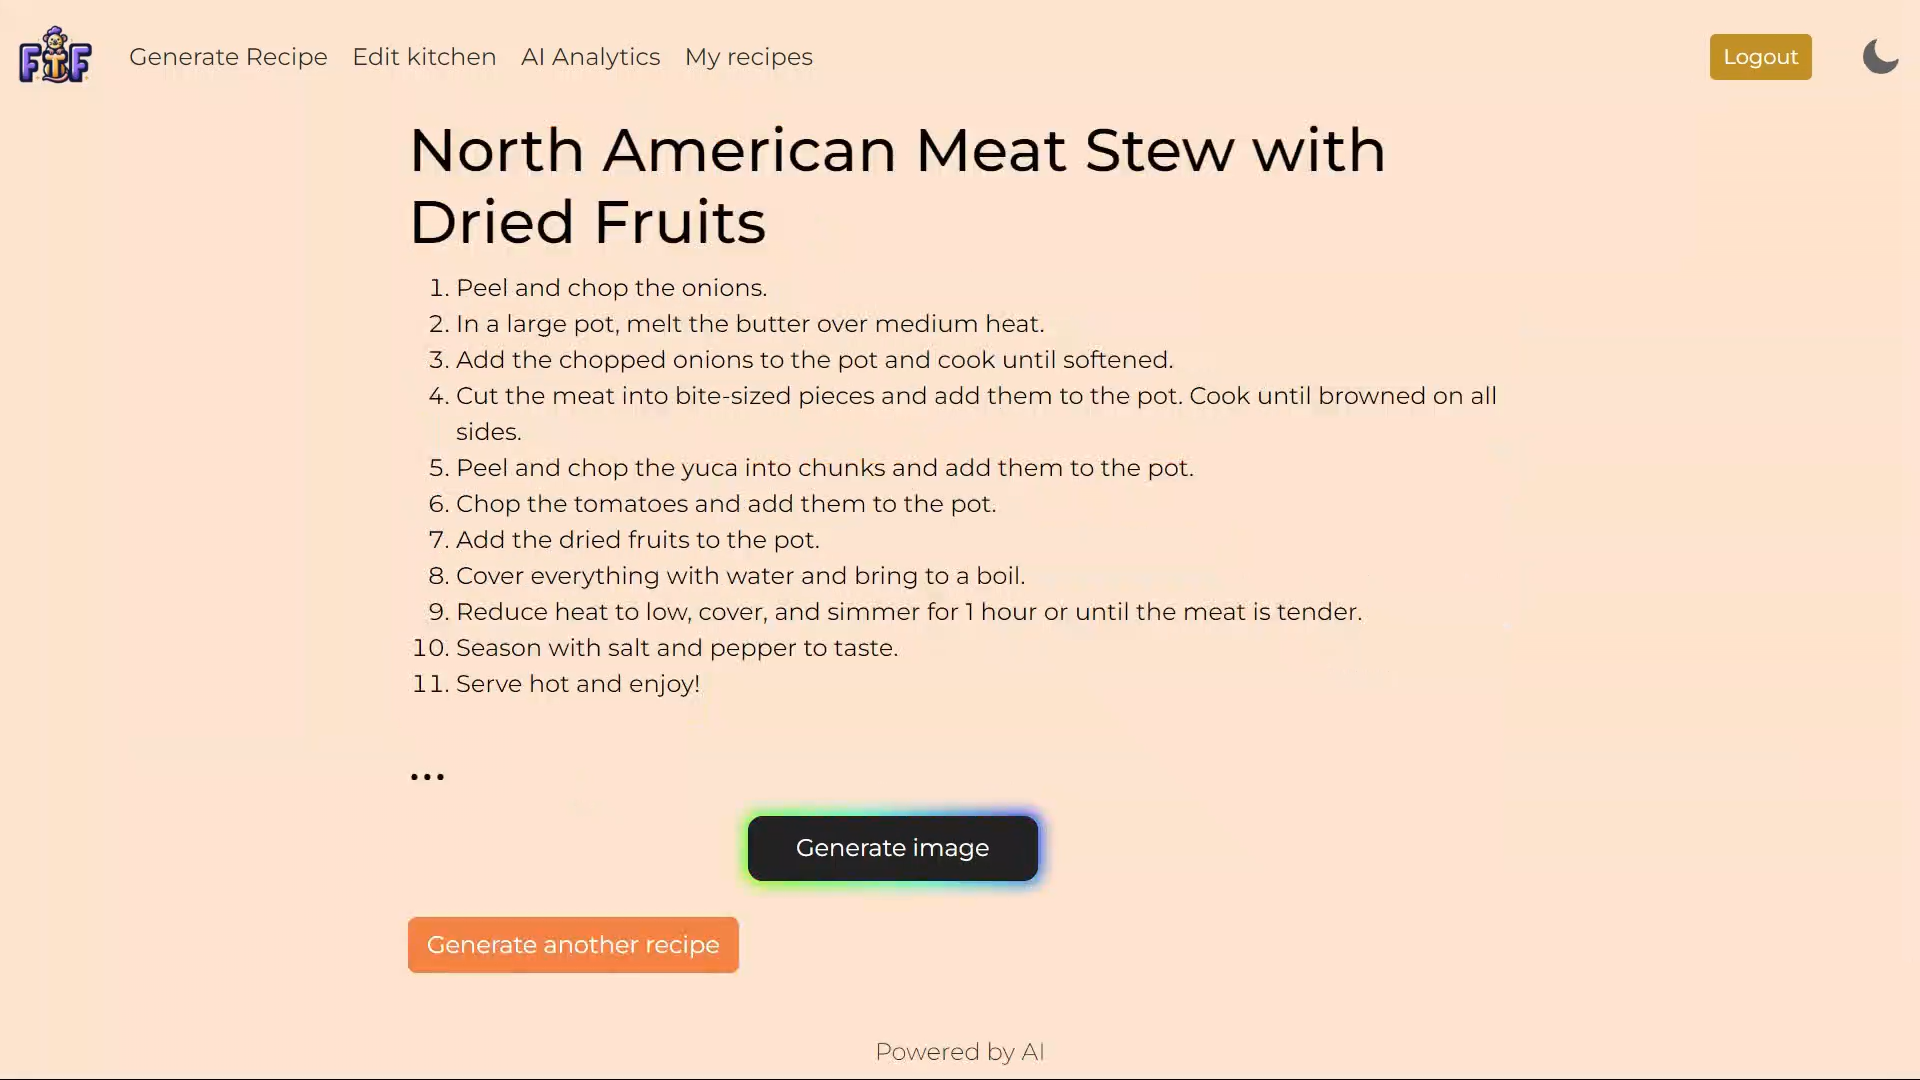 FTF
Generate Recipe Edit kitchen AI Analytics My recipes Logout
North American Meat Stew with
Dried Fruits
1. Peel and chop the onions.
2. In a large pot, melt the butter over medium heat.
3. Add the chopped onions to the pot and cook until softened.
4. Cut the meat into bite-sized pieces and add them to the pot. Cook until browned on all
sides.
5. Peel and chop the yuca into chunks and add them to the pot.
6. Chop the tomatoes and add them to the pot.
7. Add the dried fruits to the pot.
8. Cover everything with water and bring to a boil.
9. Reduce heat to low, cover, and simmer for 1 hour or until the meat is tender.
10. Season with salt and pepper to taste.
11. Serve hot and enjoy!
...
Generate image
Generate another recipe
Powered by AI